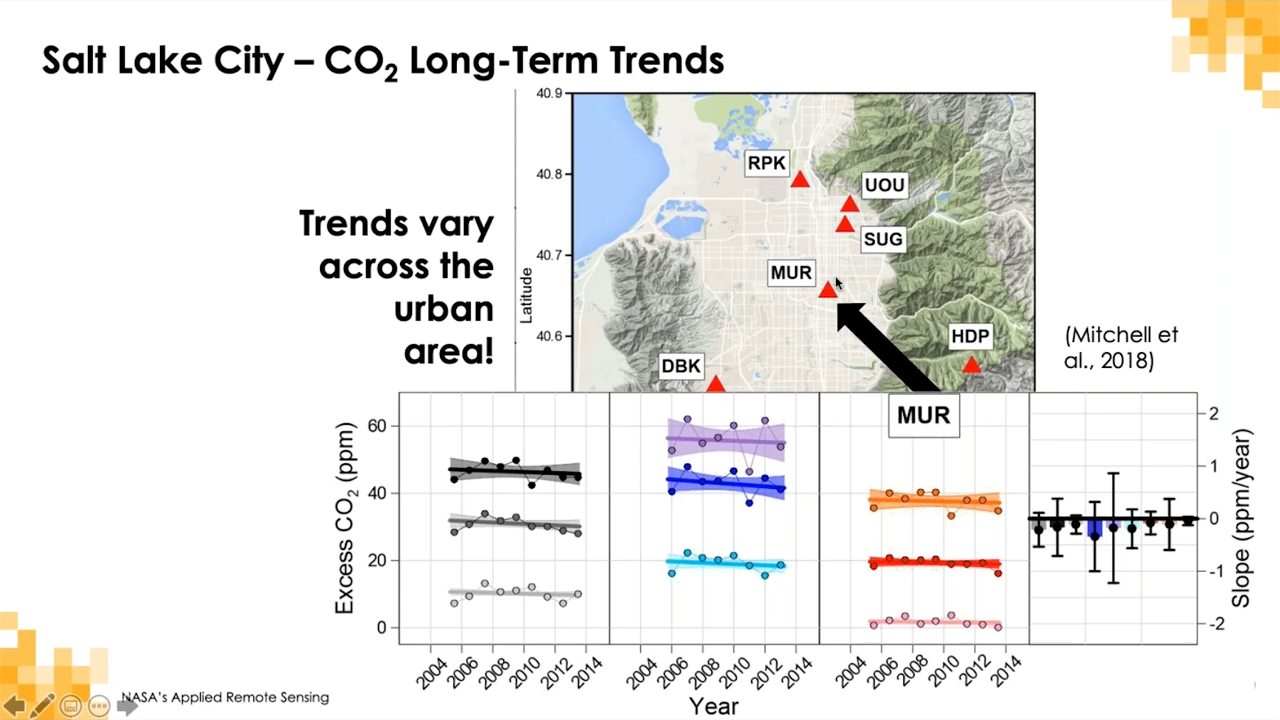 Salt Lake City – CO₂ Long-Term Trends
Trends vary
across the
urban
area!
40.9
40.8
40.7
40.6
Latitude
RPK
UOU
SUG
MUR
HDP
DBK
(Mitchell et
al., 2018)
MUR
Excess CO₂ (ppm)
60
40
20
0
2
1
0
-1
-2
Slope (ppm/year)
2004 2006 2008 2010 2012 2014
2004 2006 2008 2010 2012 2014
2004 2006 2008 2010 2012 2014
Year
NASA's Applied Remote Sensing